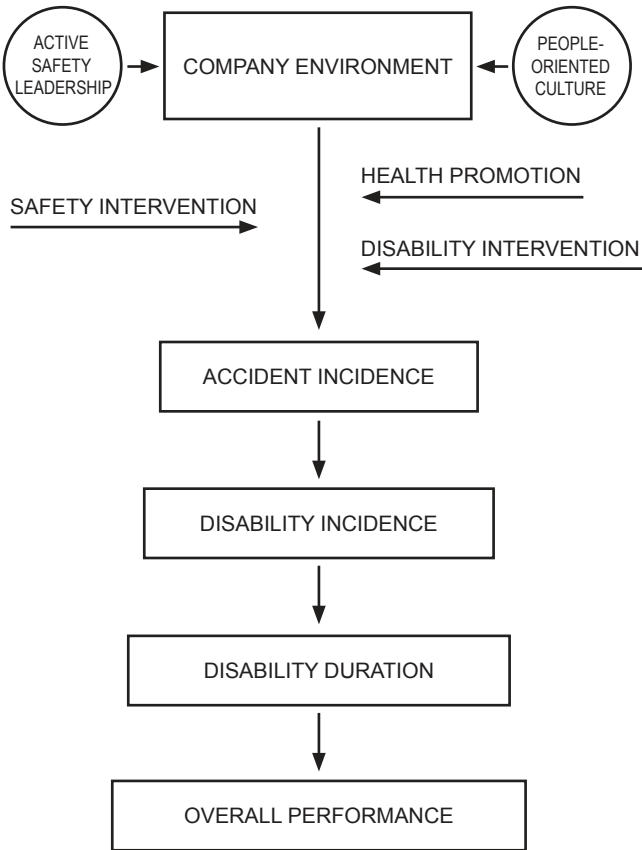 ACTIVE
SAFETY
LEADERSHIP
COMPANY ENVIRONMENT
PEOPLE-
ORIENTED
CULTURE
HEALTH PROMOTION
SAFETY INTERVENTION
DISABILITY INTERVENTION
ACCIDENT INCIDENCE
DISABILITY INCIDENCE
DISABILITY DURATION
OVERALL PERFORMANCE